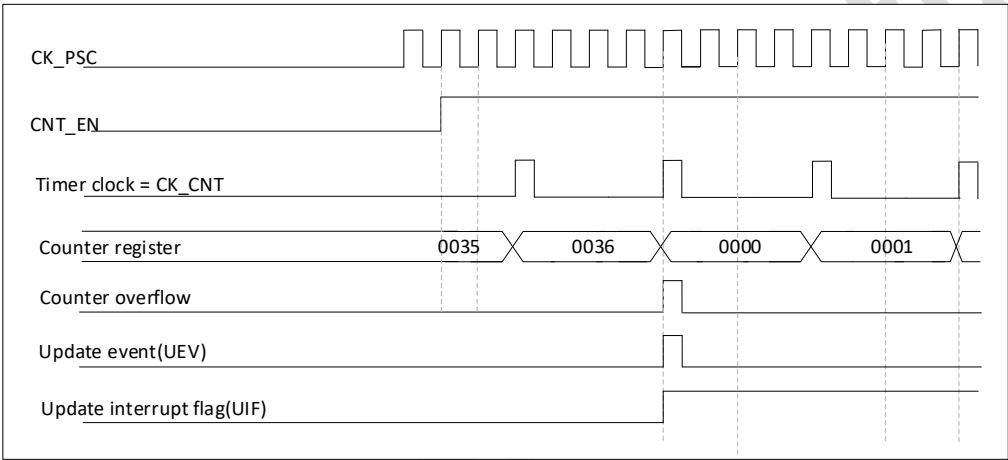 CK_PSC
CNT_EN
Timer clock = CK_CNT
Counter register 0035 0036 0000 0001
Counter overflow
Update event(UEV)
Update interrupt flag(UIF)